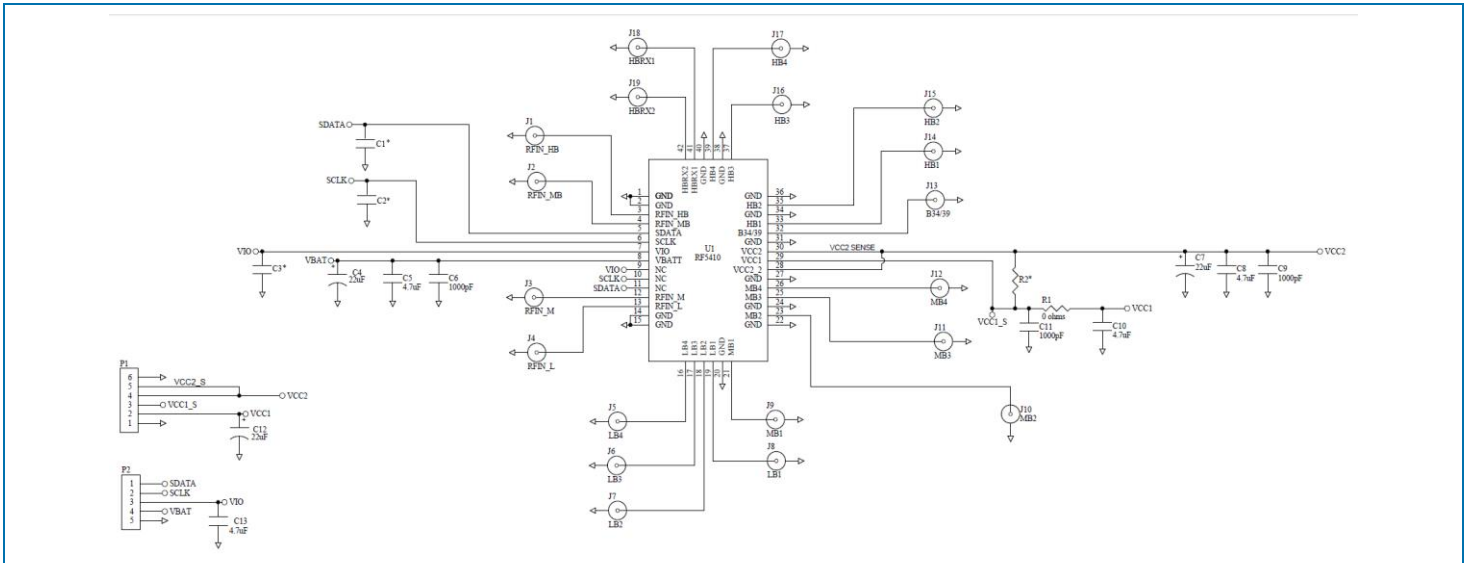 J18
HBRX1
J17
HB4
J19
HBRX2
J16
HB3
J15
HB2
J14
HB1
J13
B34/39
SDATA
C1*
SCLK
C2*
J1
RFIN_HB
J2
RFIN_MB
42 41 40 39 38 37
HBRX2 HBRX1 GND HB4 GND HB3
1 GND
2 GND
3 RFIN_HB
4 RFIN_MB
5 SDATA
6 SCLK
7 VIO
8 VBATT
9 NC
10 NC
11 NC
12 RFIN_M
13 RFIN_L
14 GND
15 GND
U1
RF5410
GND 36
HB2 35
GND 34
HB1 33
B34/39 32
GND 31
VCC2 30
VCC1 29
VCC2_2 28
GND 27
MB4 26
MB3 25
GND 24
MB2 23
GND 22
LB4 LB3 LB2 LB1 GND MB1
16 17 18 19 20 21
VIO
C3*
VBAT
C4
22uF
C5
4.7uF
C6
1000pF
VIO
SCLK
SDATA
J3
RFIN_M
J4
RFIN_L
VCC2 SENSE
VCC2
C7
22uF
C8
4.7uF
C9
1000pF
R2*
R1
0 ohms
VCC1
VCC1_S
C11
1000pF
C10
4.7uF
J12
MB4
J11
MB3
J10
MB2
J5
LB4
J6
LB3
J7
LB2
J9
MB1
J8
LB1
P1
6
5 VCC2_S
4 VCC2
3 VCC1_S
2 VCC1
1
C12
22uF
P2
1 SDATA
2 SCLK
3 VIO
4 VBAT
5
C13
4.7uF